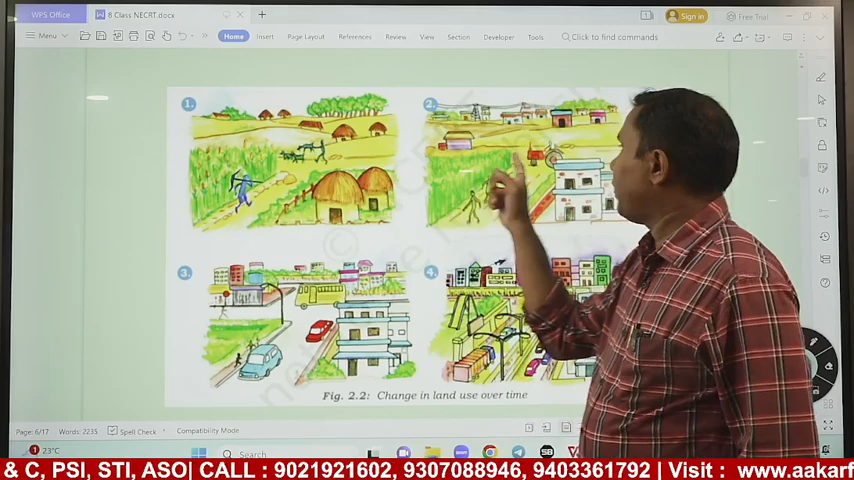 WPS Office
8 Class NECRT.docx
1
Sign in
Free Trial
Menu
Home
Insert
Page Layout
References
Review
View
Section
Developer
Tools
Click to find commands
1.
2.
3.
4.
Fig. 2.2: Change in land use over time
Page: 6/17
Words: 2235
Spell Check
Compatibility Mode
1
23°C
Search
& C, PSI, STI, ASO| CALL : 9021921602, 9307088946, 9403361792 | Visit : www.aakarf